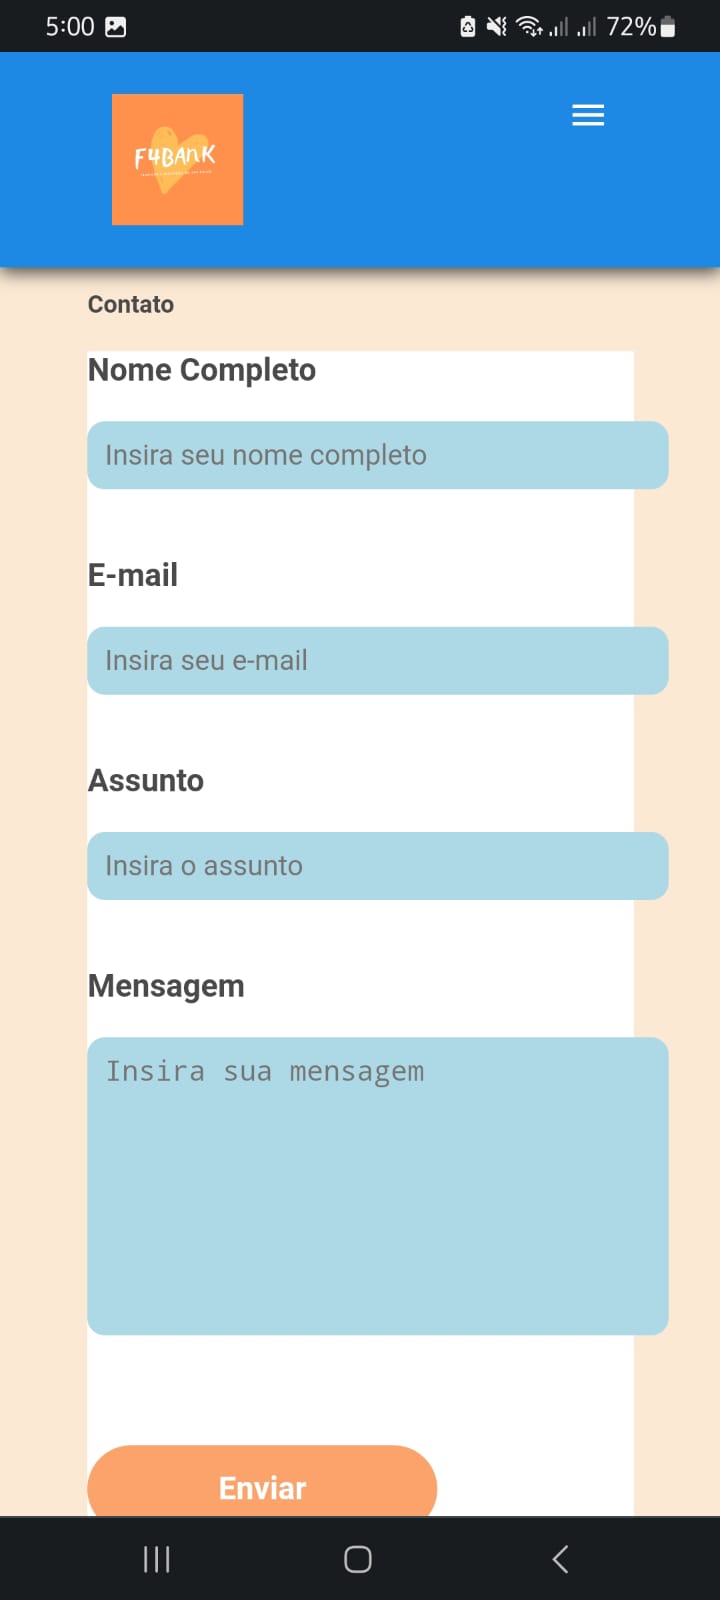 5:00
72%
F4BANK
Contato
Nome Completo
Insira seu nome completo
E-mail
Insira seu e-mail
Assunto
Insira o assunto
Mensagem
Insira sua mensagem
Enviar